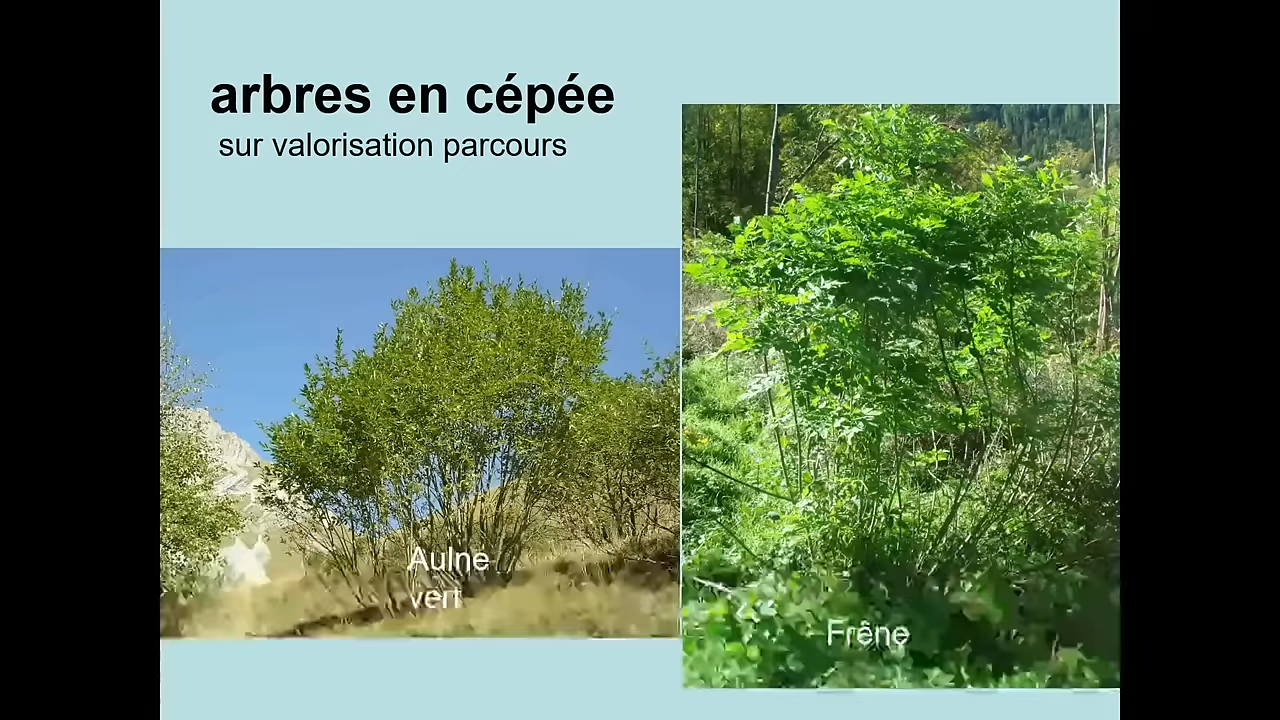 arbres en cépée
sur valorisation parcours
Aulne
vert
Frêne